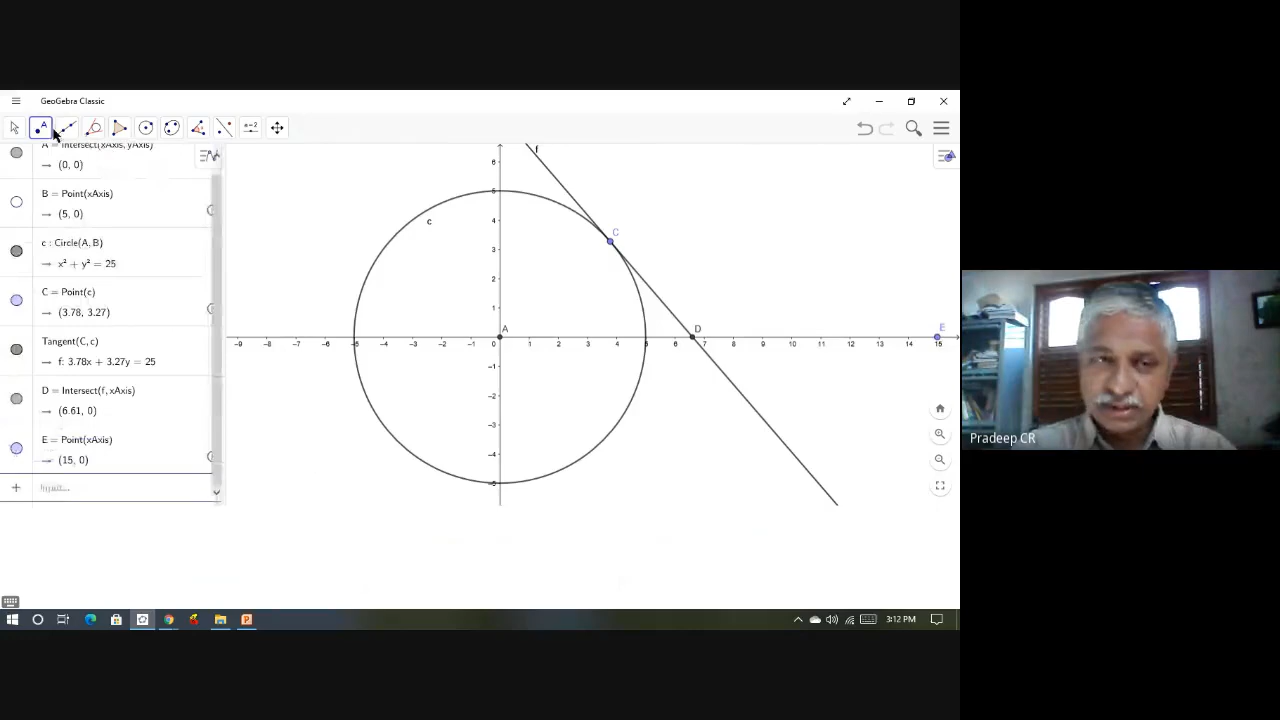 GeoGebra Classic
A
a=2
A = Intersect(xAxis, yAxis)
→ (0, 0)
B = Point(xAxis)
→ (5, 0)
c : Circle(A, B)
→ x² + y² = 25
C = Point(c)
→ (3.78, 3.27)
Tangent(C, c)
→ f: 3.78x + 3.27y = 25
D = Intersect(f, xAxis)
→ (6.61, 0)
E = Point(xAxis)
→ (15, 0)
+ Input...
f
6
5
c
4
C
3
2
1
A
D
E
−9 −8 −7 −6 −5 −4 −3 −2 −1 0 1 2 3 4 5 6 7 8 9 10 11 12 13 14 15
−1
−2
−3
−4
−5
Pradeep CR
3:12 PM